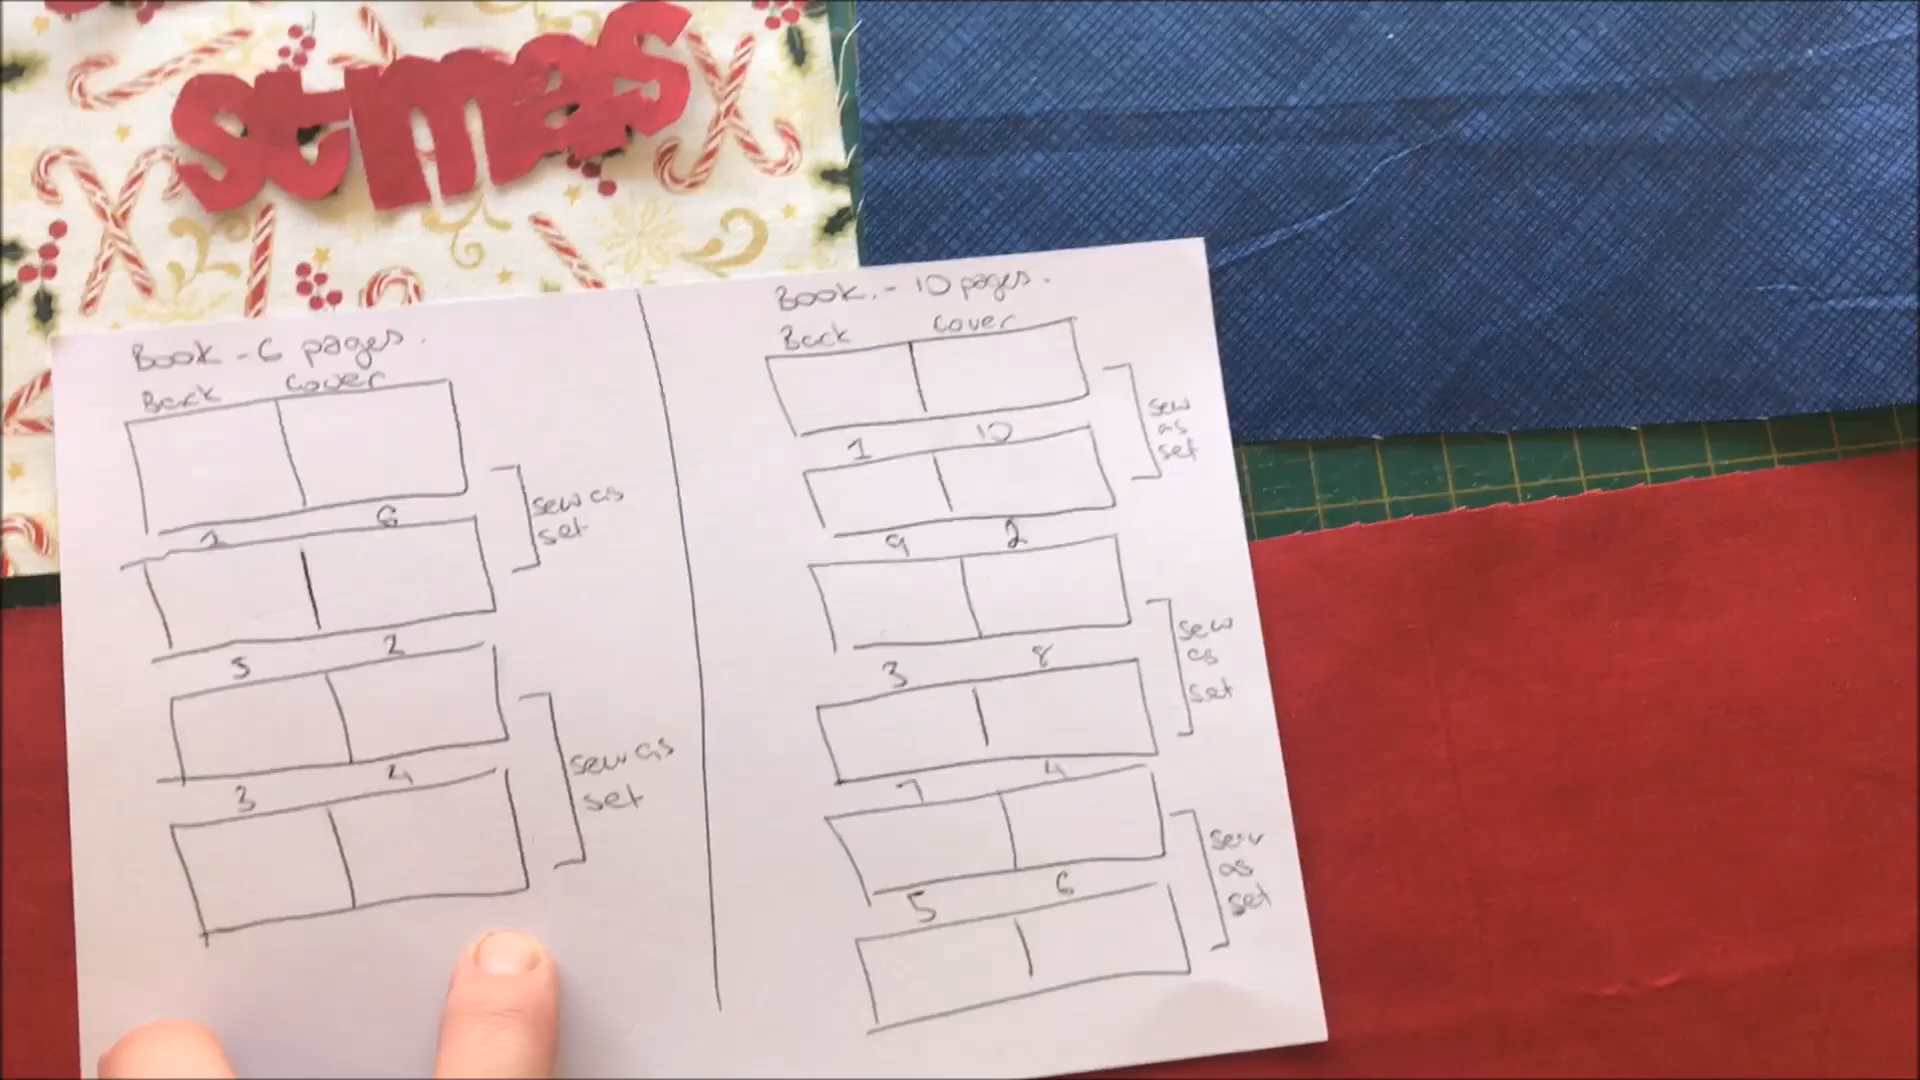 stmas
Book - 6 pages.
Back Cover
1 6
sew as
set
5 2
3 4
sew as
set
Book. - 10 pages.
Back Cover
1 10
sew
as
set
9 2
3 8
sew
as
set
7 4
5 6
sew
as
set